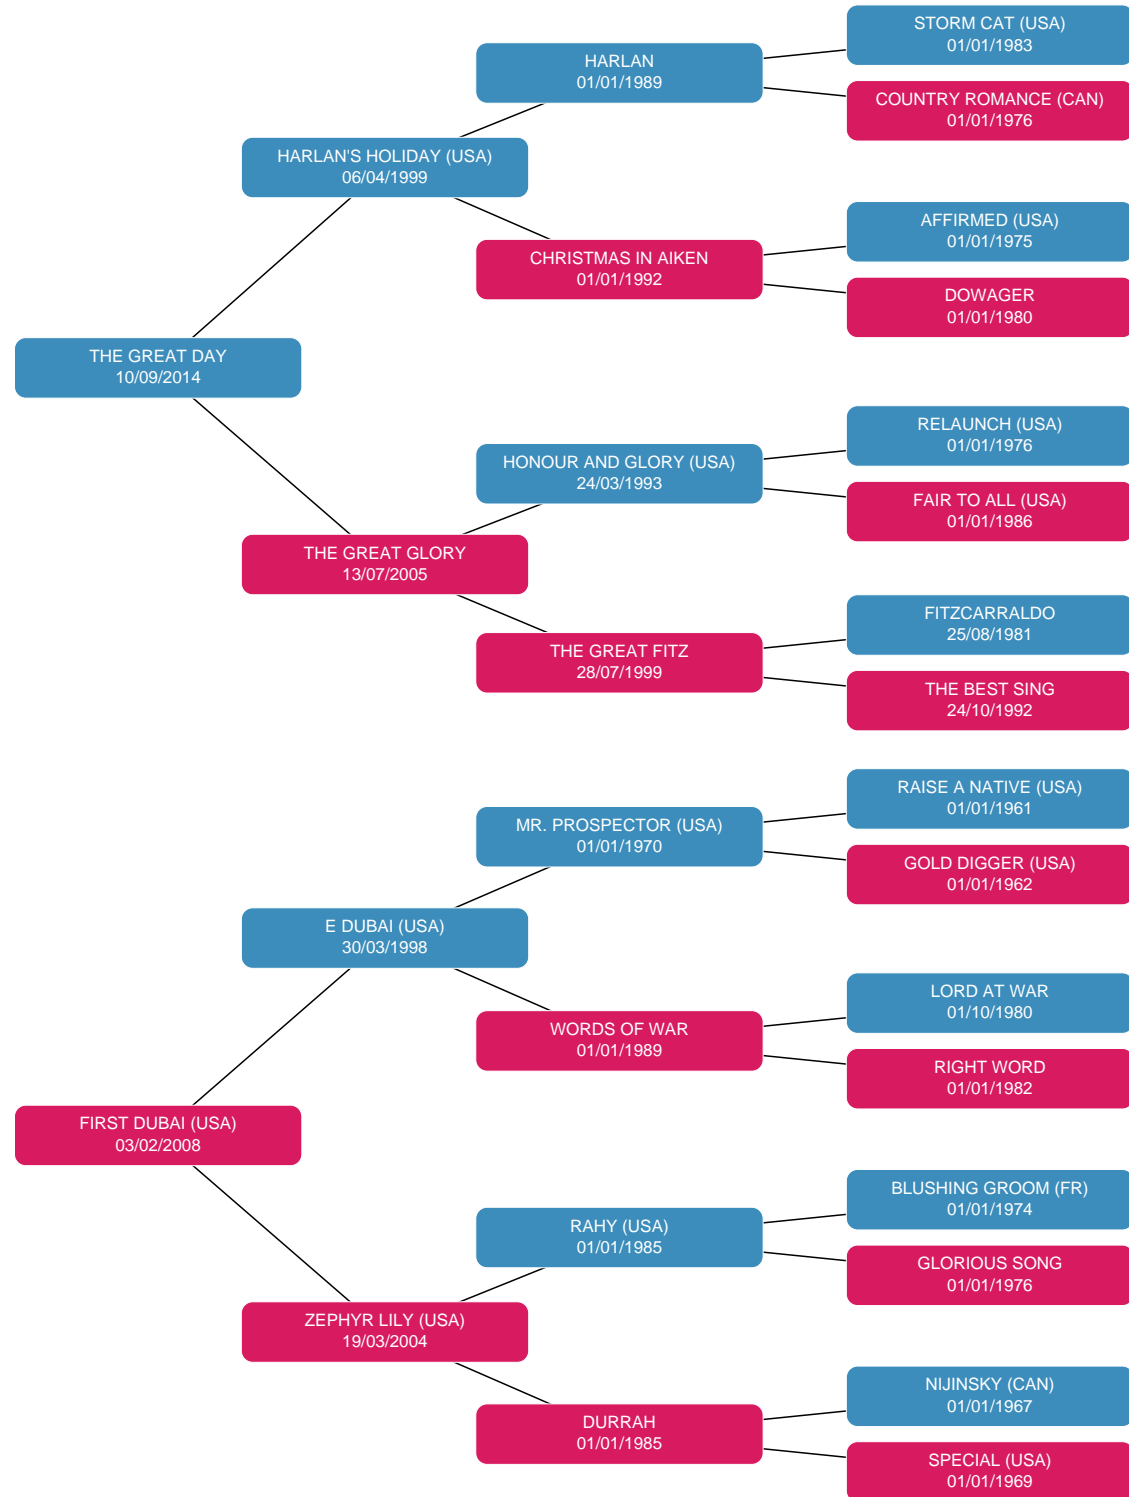 STORM CAT (USA)
01/01/1983
HARLAN
01/01/1989
COUNTRY ROMANCE (CAN)
01/01/1976
HARLAN'S HOLIDAY (USA)
06/04/1999
AFFIRMED (USA)
01/01/1975
CHRISTMAS IN AIKEN
01/01/1992
DOWAGER
01/01/1980
THE GREAT DAY
10/09/2014
RELAUNCH (USA)
01/01/1976
HONOUR AND GLORY (USA)
24/03/1993
FAIR TO ALL (USA)
01/01/1986
THE GREAT GLORY
13/07/2005
FITZCARRALDO
25/08/1981
THE GREAT FITZ
28/07/1999
THE BEST SING
24/10/1992
RAISE A NATIVE (USA)
01/01/1961
MR. PROSPECTOR (USA)
01/01/1970
GOLD DIGGER (USA)
01/01/1962
E DUBAI (USA)
30/03/1998
LORD AT WAR
01/10/1980
WORDS OF WAR
01/01/1989
RIGHT WORD
01/01/1982
FIRST DUBAI (USA)
03/02/2008
BLUSHING GROOM (FR)
01/01/1974
RAHY (USA)
01/01/1985
GLORIOUS SONG
01/01/1976
ZEPHYR LILY (USA)
19/03/2004
NIJINSKY (CAN)
01/01/1967
DURRAH
01/01/1985
SPECIAL (USA)
01/01/1969